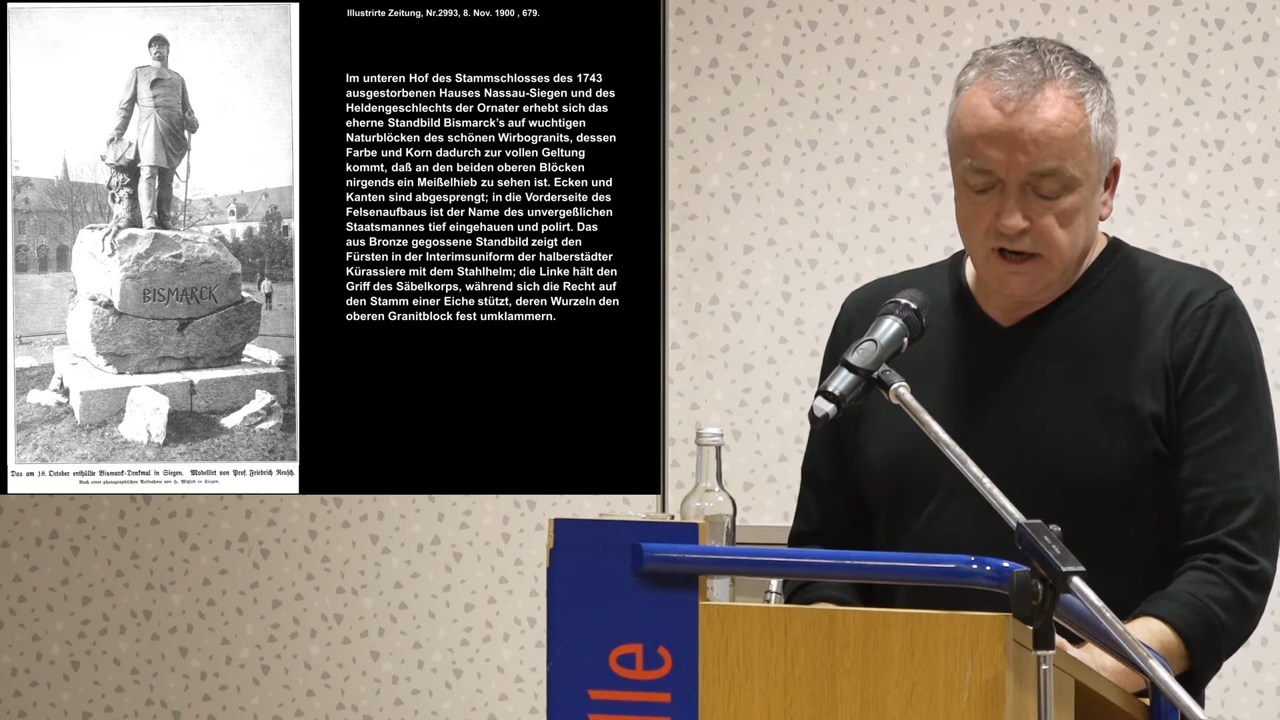 Illustrirte Zeitung, Nr.2993, 8. Nov. 1900 , 679.
Im unteren Hof des Stammschlosses des 1743
ausgestorbenen Hauses Nassau-Siegen und des
Heldengeschlechts der Ornater erhebt sich das
eherne Standbild Bismarck's auf wuchtigen
Naturblöcken des schönen Wirbogranits, dessen
Farbe und Korn dadurch zur vollen Geltung
kommt, daß an den beiden oberen Blöcken
nirgends ein Meißelhieb zu sehen ist. Ecken und
Kanten sind abgesprengt; in die Vorderseite des
Felsenaufbaus ist der Name des unvergeßlichen
Staatsmannes tief eingehauen und polirt. Das
aus Bronze gegossene Standbild zeigt den
Fürsten in der Interimsuniform der halberstädter
Kürassiere mit dem Stahlhelm; die Linke hält den
Griff des Säbelkorps, während sich die Recht auf
den Stamm einer Eiche stützt, deren Wurzeln den
oberen Granitblock fest umklammern.
BISMARCK
Das am 18. October enthüllte Bismarck-Denkmal in Siegen. Modellirt von Prof. Friedrich Reusch.
Nach einer photographischen Aufnahme von H. in Siegen.
lle